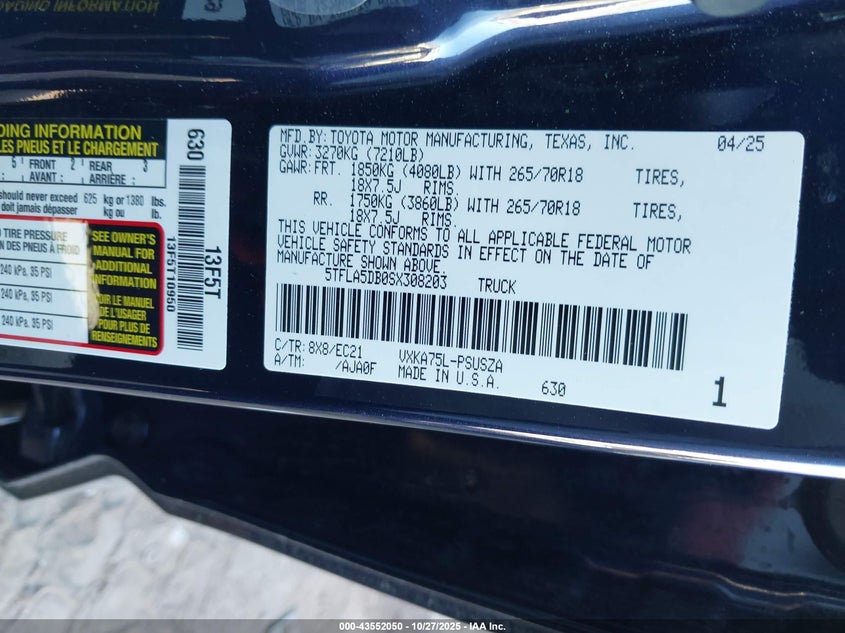 DING INFORMATION
LES PNEUS ET LE CHARGEMENT
5 FRONT 2 REAR 3
AVANT : ARRIÈRE :
should never exceed 625 kg or 1380 lbs.
doit jamais dépasser kg ou lb.
TIRE PRESSURE
N DES PNEUS À FROID
240 kPa, 35 PSI
240 kPa, 35 PSI
240 kPa, 35 PSI
SEE OWNER'S
MANUAL FOR
ADDITIONAL
INFORMATION
VOIR LE MANUEL
DE L'USAGER
POUR PLUS DE
RENSEIGNEMENTS
630
13F5T10950
13F5T
MFD.BY:TOYOTA MOTOR MANUFACTURING, TEXAS, INC. 04/25
GVWR:3270KG (7210LB)
GAWR:FRT. 1850KG (4080LB) WITH 265/70R18 TIRES,
18X7.5J RIMS.
RR. 1750KG (3860LB) WITH 265/70R18 TIRES,
18X7.5J RIMS.
THIS VEHICLE CONFORMS TO ALL APPLICABLE FEDERAL MOTOR
VEHICLE SAFETY STANDARDS IN EFFECT ON THE DATE OF
MANUFACTURE SHOWN ABOVE.
5TFLA5DB0SX308203 TRUCK
C/TR:8X8/EC21 VXKA75L-PSUSZA
A/TM: /AJA0F MADE IN U.S.A. 630
1
000-43552050 | 10/27/2025 | IAA, Inc.